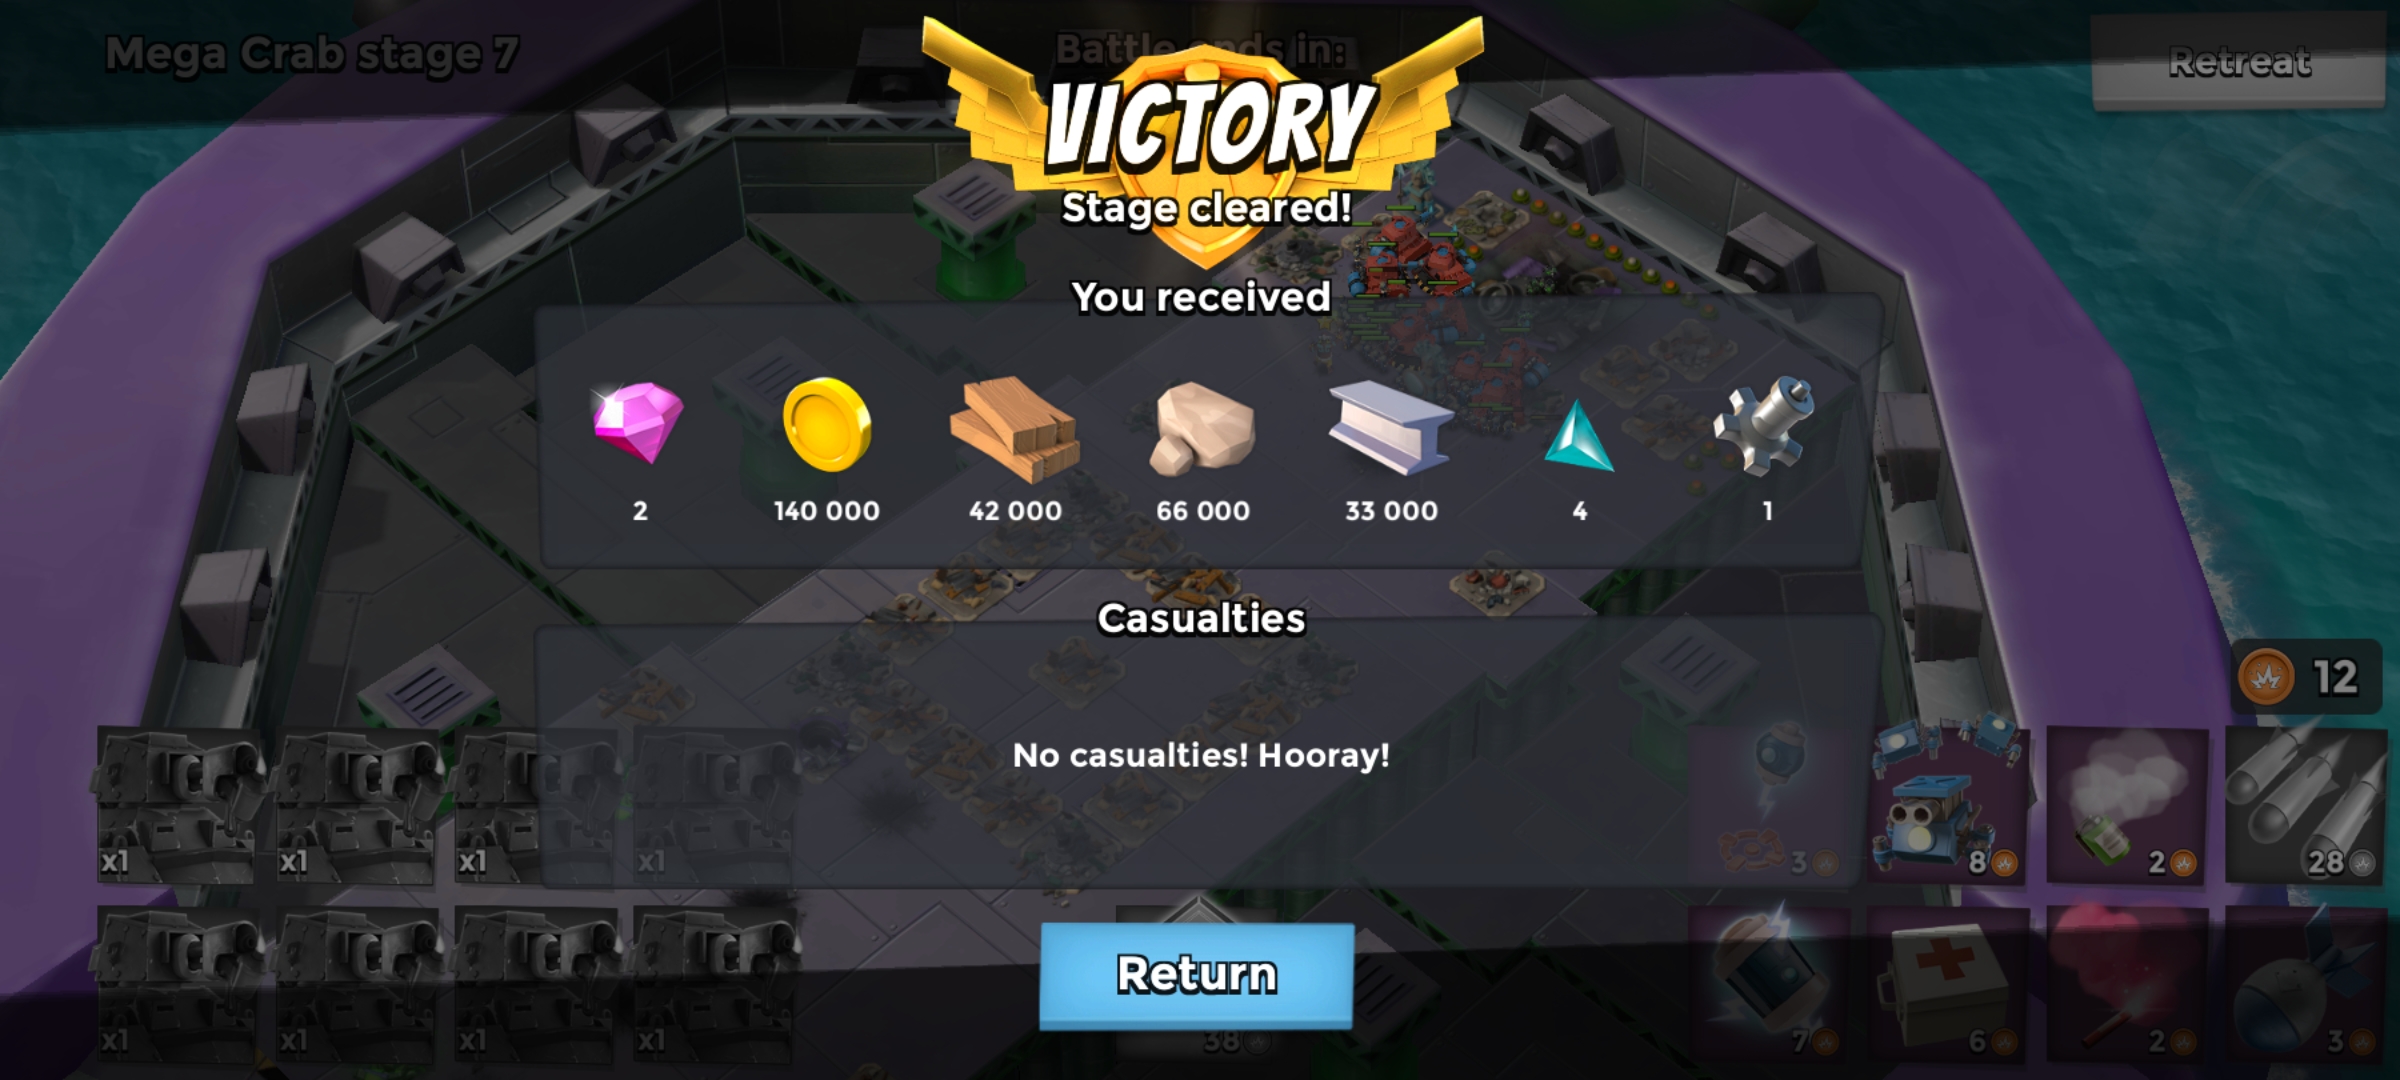 Mega Crab stage 7
Battle ends in:
Retreat
VICTORY
Stage cleared!
You received
2
140 000
42 000
66 000
33 000
4
1
Casualties
No casualties! Hooray!
12
x1
x1
x1
x1
3
8
2
28
Return
x1
x1
x1
x1
38
7
6
2
3